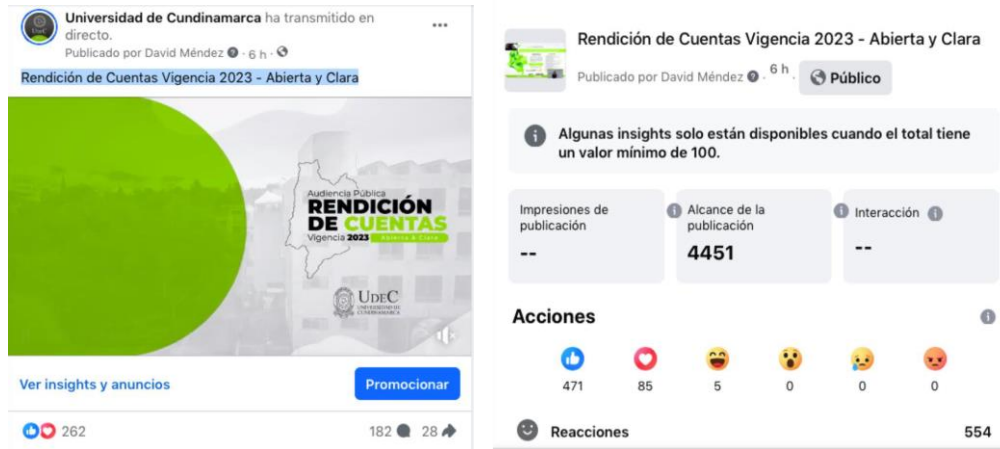 Universidad de Cundinamarca ha transmitido en
directo.
Publicado por David Méndez ? · 6 h ·
Rendición de Cuentas Vigencia 2023 - Abierta y Clara
Audiencia Pública
RENDICIÓN
DE CUENTAS
Vigencia 2023 Abierta & Clara
UDEC
UNIVERSIDAD DE
CUNDINAMARCA
Ver insights y anuncios
Promocionar
262
182 28
Rendición de Cuentas Vigencia 2023 - Abierta y Clara
Publicado por David Méndez ? · 6 h ·
Público
Algunas insights solo están disponibles cuando el total tiene
un valor mínimo de 100.
Impresiones de
publicación
--
Alcance de la
publicación
4451
Interacción
--
Acciones
471 85 5 0 0 0
Reacciones 554